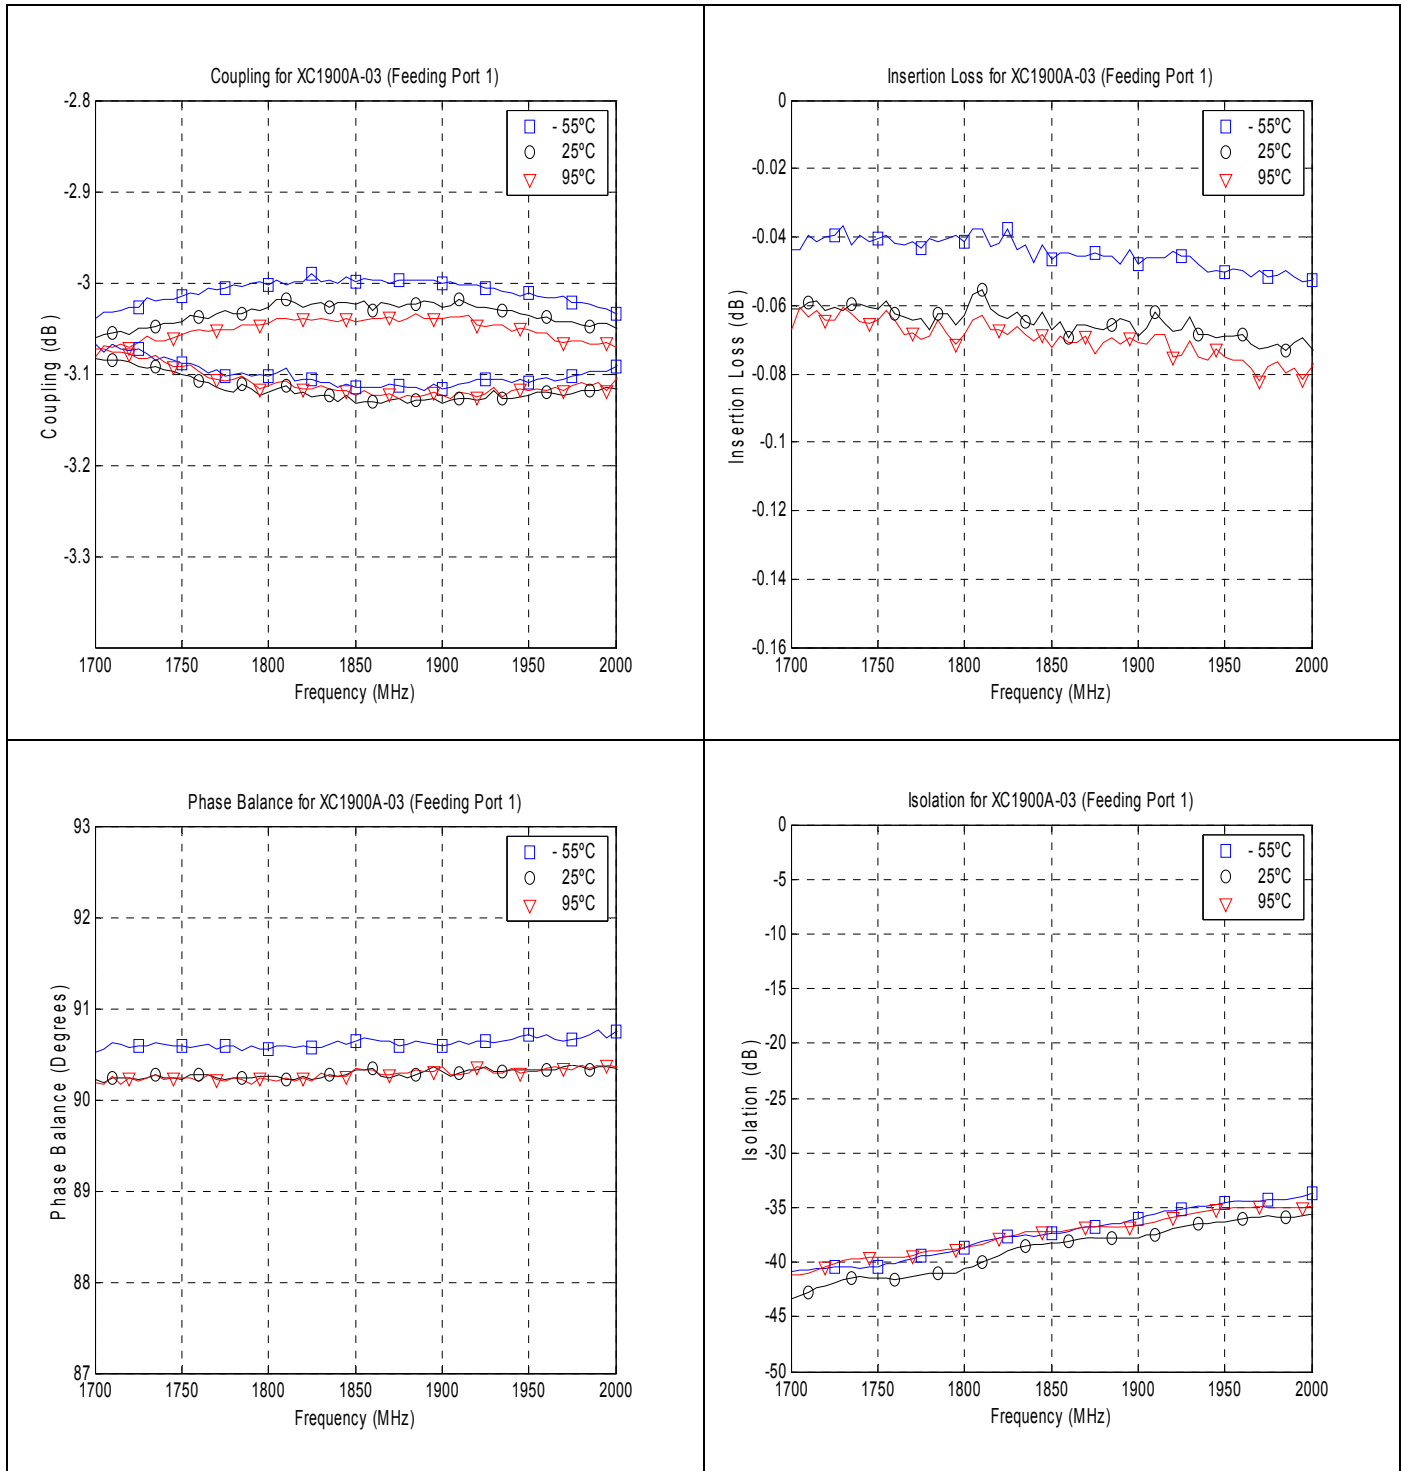 Coupling for XC1900A-03 (Feeding Port 1)
-2.8
-2.9
-3
-3.1
-3.2
-3.3
Coupling (dB)
- 55ºC
25ºC
95ºC
1700 1750 1800 1850 1900 1950 2000
Frequency (MHz)
Insertion Loss for XC1900A-03 (Feeding Port 1)
0
-0.02
-0.04
-0.06
-0.08
-0.1
-0.12
-0.14
-0.16
Insertion Loss (dB)
- 55ºC
25ºC
95ºC
1700 1750 1800 1850 1900 1950 2000
Frequency (MHz)
Phase Balance for XC1900A-03 (Feeding Port 1)
93
92
91
90
89
88
87
Phase Balance (Degrees)
- 55ºC
25ºC
95ºC
1700 1750 1800 1850 1900 1950 2000
Frequency (MHz)
Isolation for XC1900A-03 (Feeding Port 1)
0
-5
-10
-15
-20
-25
-30
-35
-40
-45
-50
Isolation (dB)
- 55ºC
25ºC
95ºC
1700 1750 1800 1850 1900 1950 2000
Frequency (MHz)